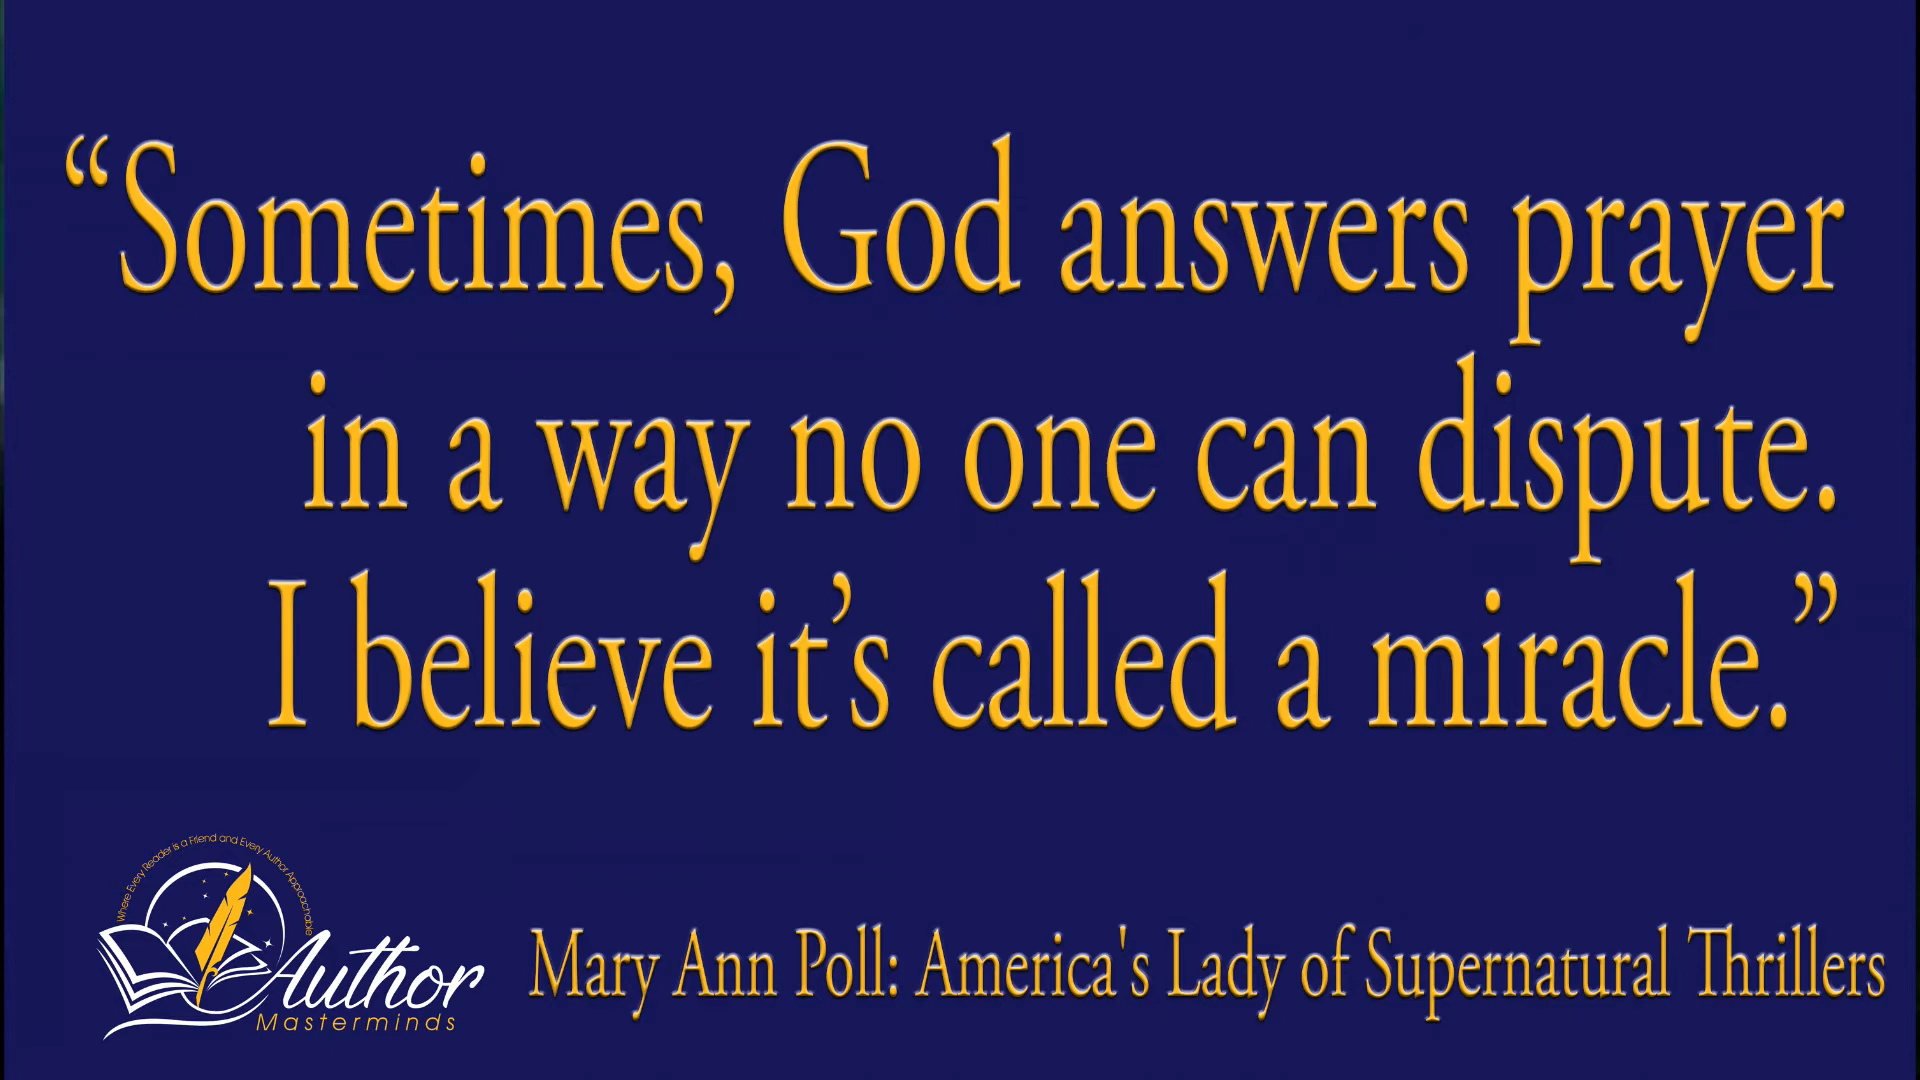 “Sometimes, God answers prayer
in a way no one can dispute.
I believe it’s called a miracle.”
Where Every Reader is a Friend and Every Author Approachable
Author
Masterminds
Mary Ann Poll: America's Lady of Supernatural Thrillers